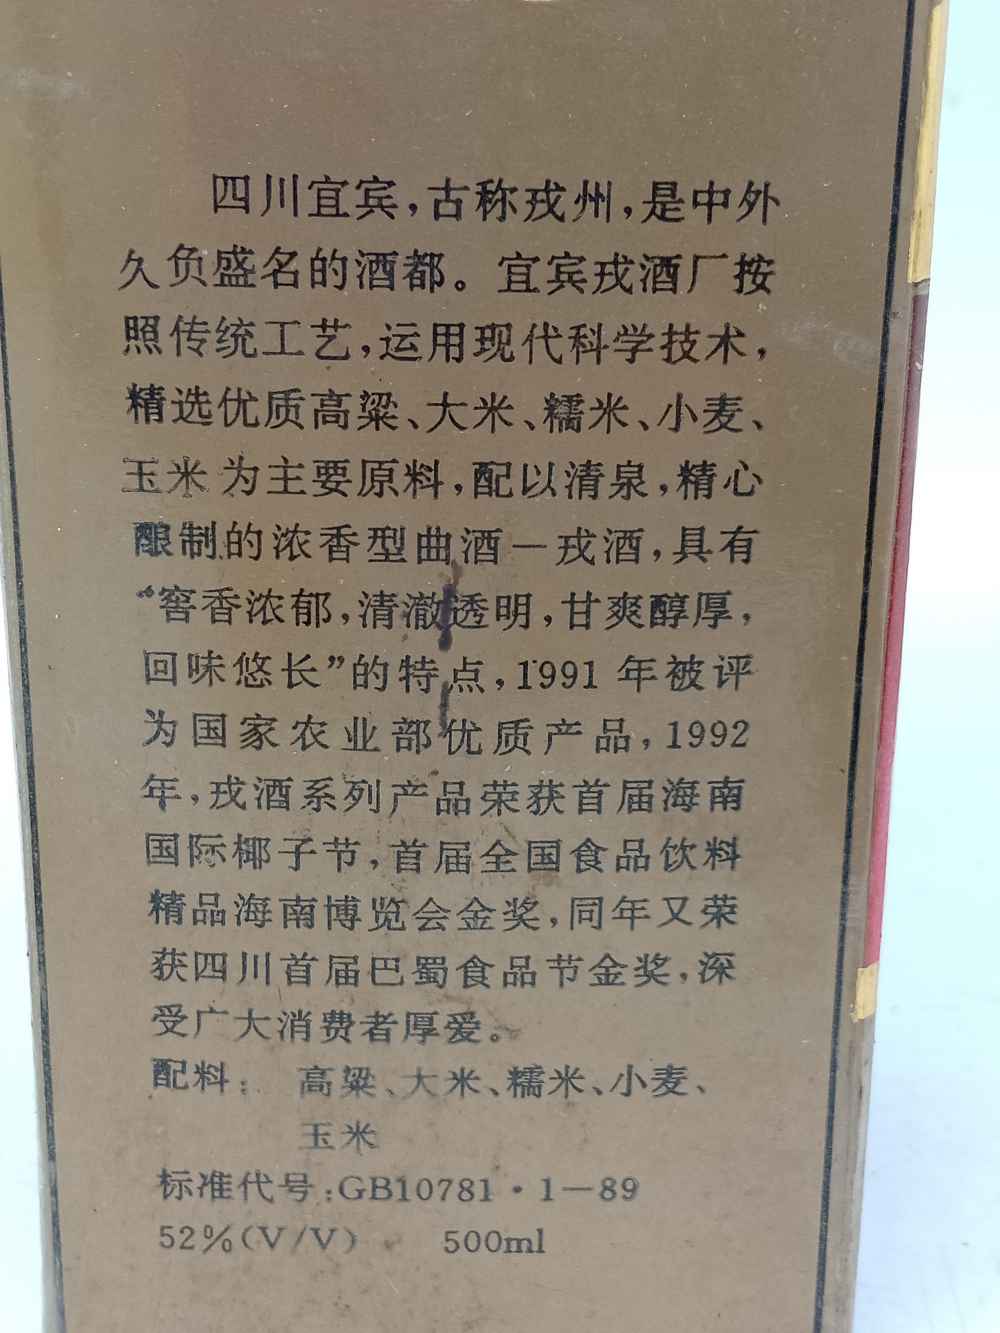 四川宜宾，古称戎州，是中外
久负盛名的酒都。宜宾戎酒厂按
照传统工艺，运用现代科学技术，
精选优质高粱、大米、糯米、小麦、
玉米为主要原料，配以清泉，精心
酿制的浓香型曲酒－戎酒，具有
“窖香浓郁，清澈透明，甘爽醇厚，
回味悠长”的特点，1991年被评
为国家农业部优质产品，1992
年，戎酒系列产品荣获首届海南
国际椰子节，首届全国食品饮料
精品海南博览会金奖，同年又荣
获四川首届巴蜀食品节金奖，深
受广大消费者厚爱。
配料： 高粱、大米、糯米、小麦、
玉米
标准代号：GB10781·1—89
52%(V/V) 500ml